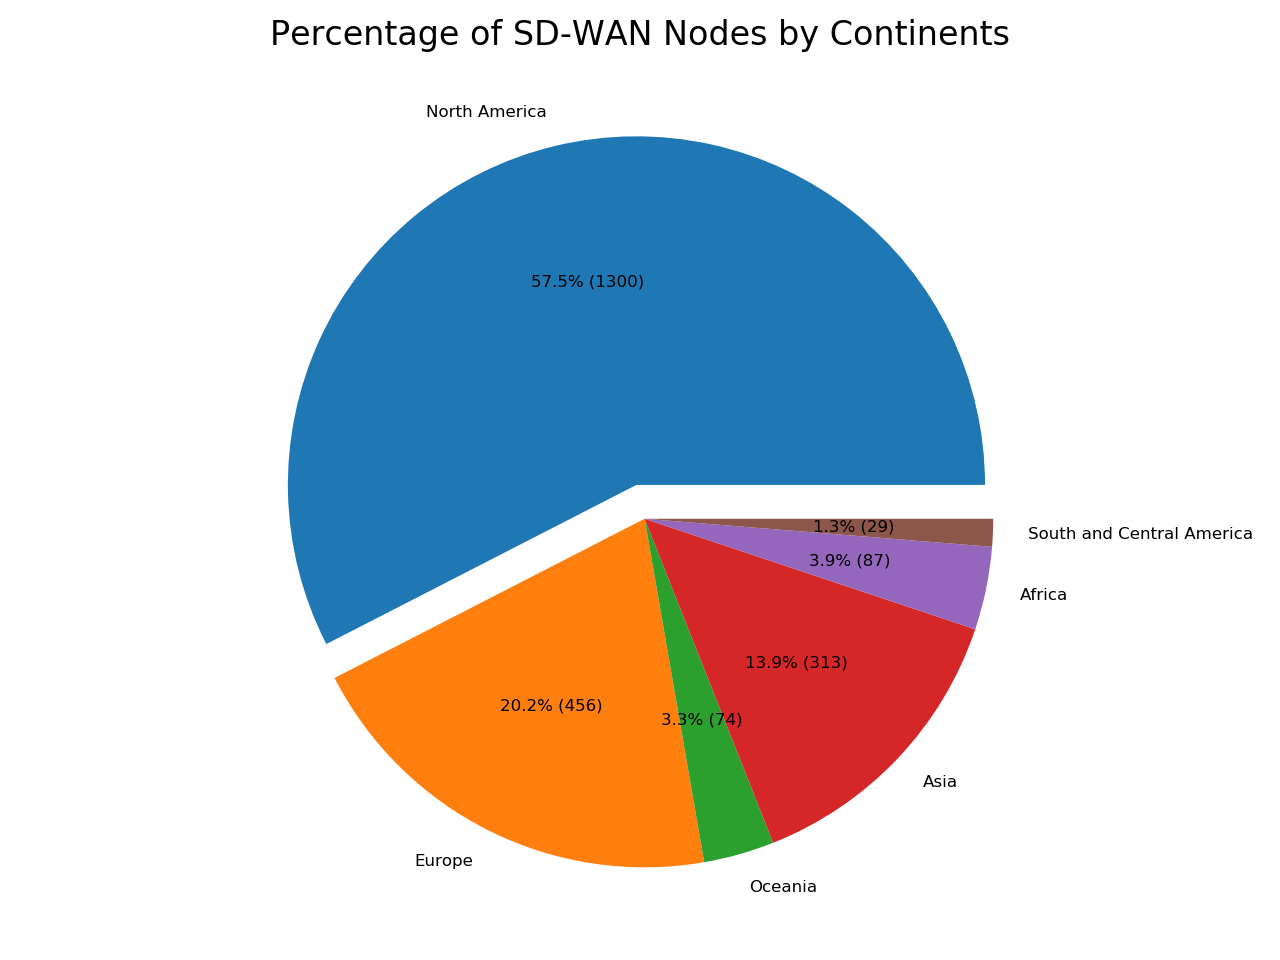 Percentage of SD-WAN Nodes by Continents
North America
57.5% (1300)
1.3% (29)
South and Central America
3.9% (87)
Africa
13.9% (313)
20.2% (456)
3.3% (74)
Asia
Europe
Oceania